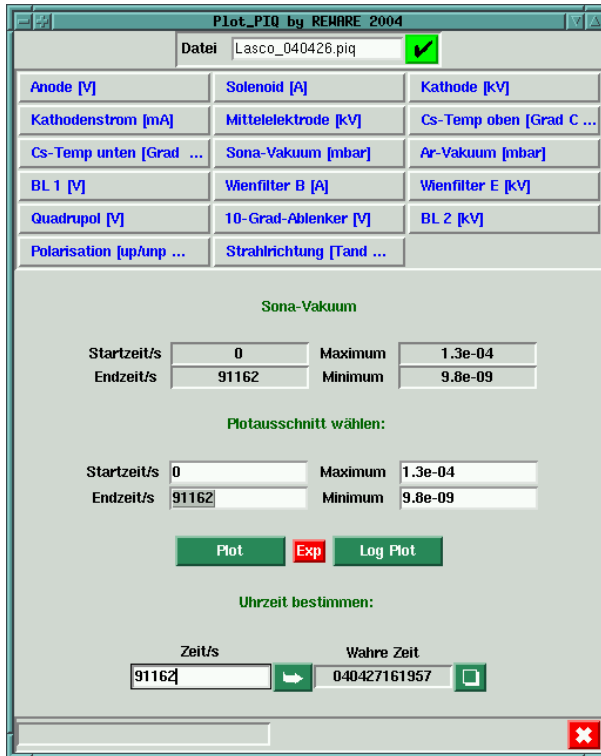 Plot_PIQ by REWARE 2004
Datei Lasco_040426.piq
Anode [V] Solenoid [A] Kathode [kV]
Kathodenstrom [mA] Mittelelektrode [kV] Cs-Temp oben [Grad C ...
Cs-Temp unten [Grad ... Sona-Vakuum [mbar] Ar-Vakuum [mbar]
BL 1 [V] Wienfilter B [A] Wienfilter E [kV]
Quadrupol [V] 10-Grad-Ablenker [V] BL 2 [kV]
Polarisation [up/unp ... Strahlrichtung [Tand ...
Sona-Vakuum
Startzeit/s 0 Maximum 1.3e-04
Endzeit/s 91162 Minimum 9.8e-09
Plotausschnitt wählen:
Startzeit/s 0 Maximum 1.3e-04
Endzeit/s 91162 Minimum 9.8e-09
Plot Exp Log Plot
Uhrzeit bestimmen:
Zeit/s Wahre Zeit
91162 040427161957